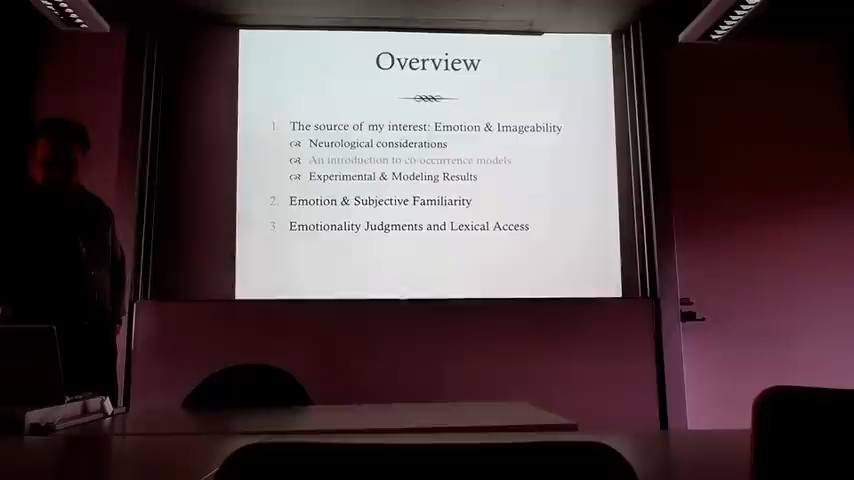 Overview
1. The source of my interest: Emotion & Imageability
Neurological considerations
An introduction to co-occurrence models
Experimental & Modeling Results
2. Emotion & Subjective Familiarity
3. Emotionality Judgments and Lexical Access